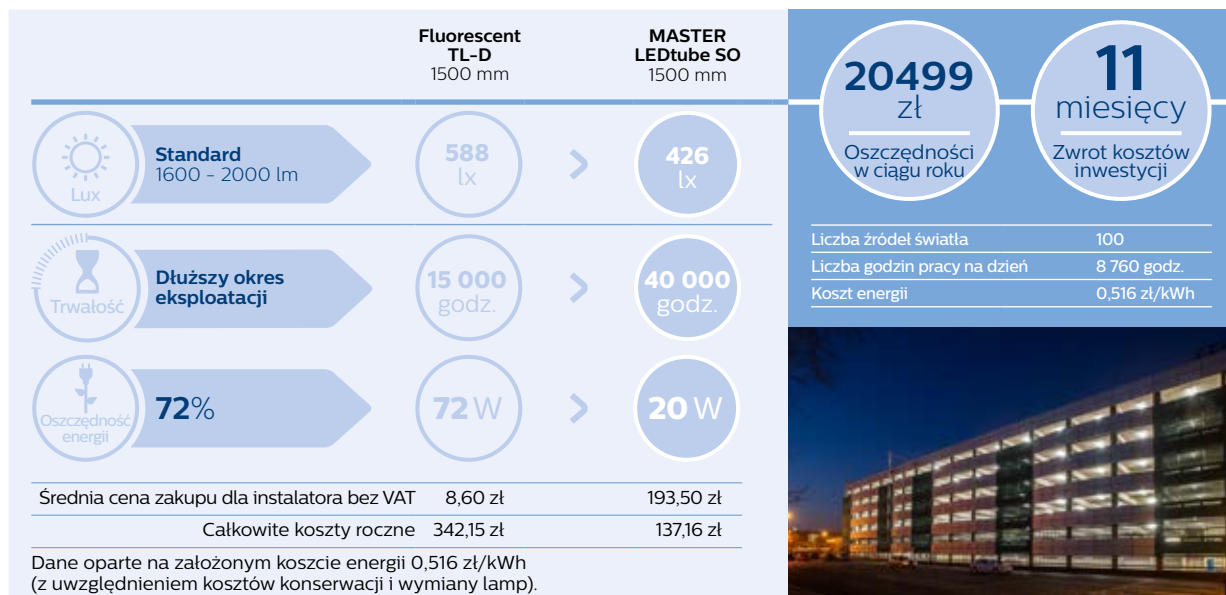 Fluorescent
TL-D
1500 mm
MASTER
LEDtube SO
1500 mm
Lux
Standard
1600 - 2000 lm
588
lx
>
426
lx
Trwałość
Dłuższy okres
eksploatacji
15 000
godz.
>
40 000
godz.
Oszczędność
energii
72%
72 W
>
20 W
Średnia cena zakupu dla instalatora bez VAT 8,60 zł 193,50 zł
Całkowite koszty roczne 342,15 zł 137,16 zł
Dane oparte na założonym koszcie energii 0,516 zł/kWh
(z uwzględnieniem kosztów konserwacji i wymiany lamp).
20499
zł
Oszczędności
w ciągu roku
11
miesięcy
Zwrot kosztów
inwestycji
Liczba źródeł światła 100
Liczba godzin pracy na dzień 8 760 godz.
Koszt energii 0,516 zł/kWh